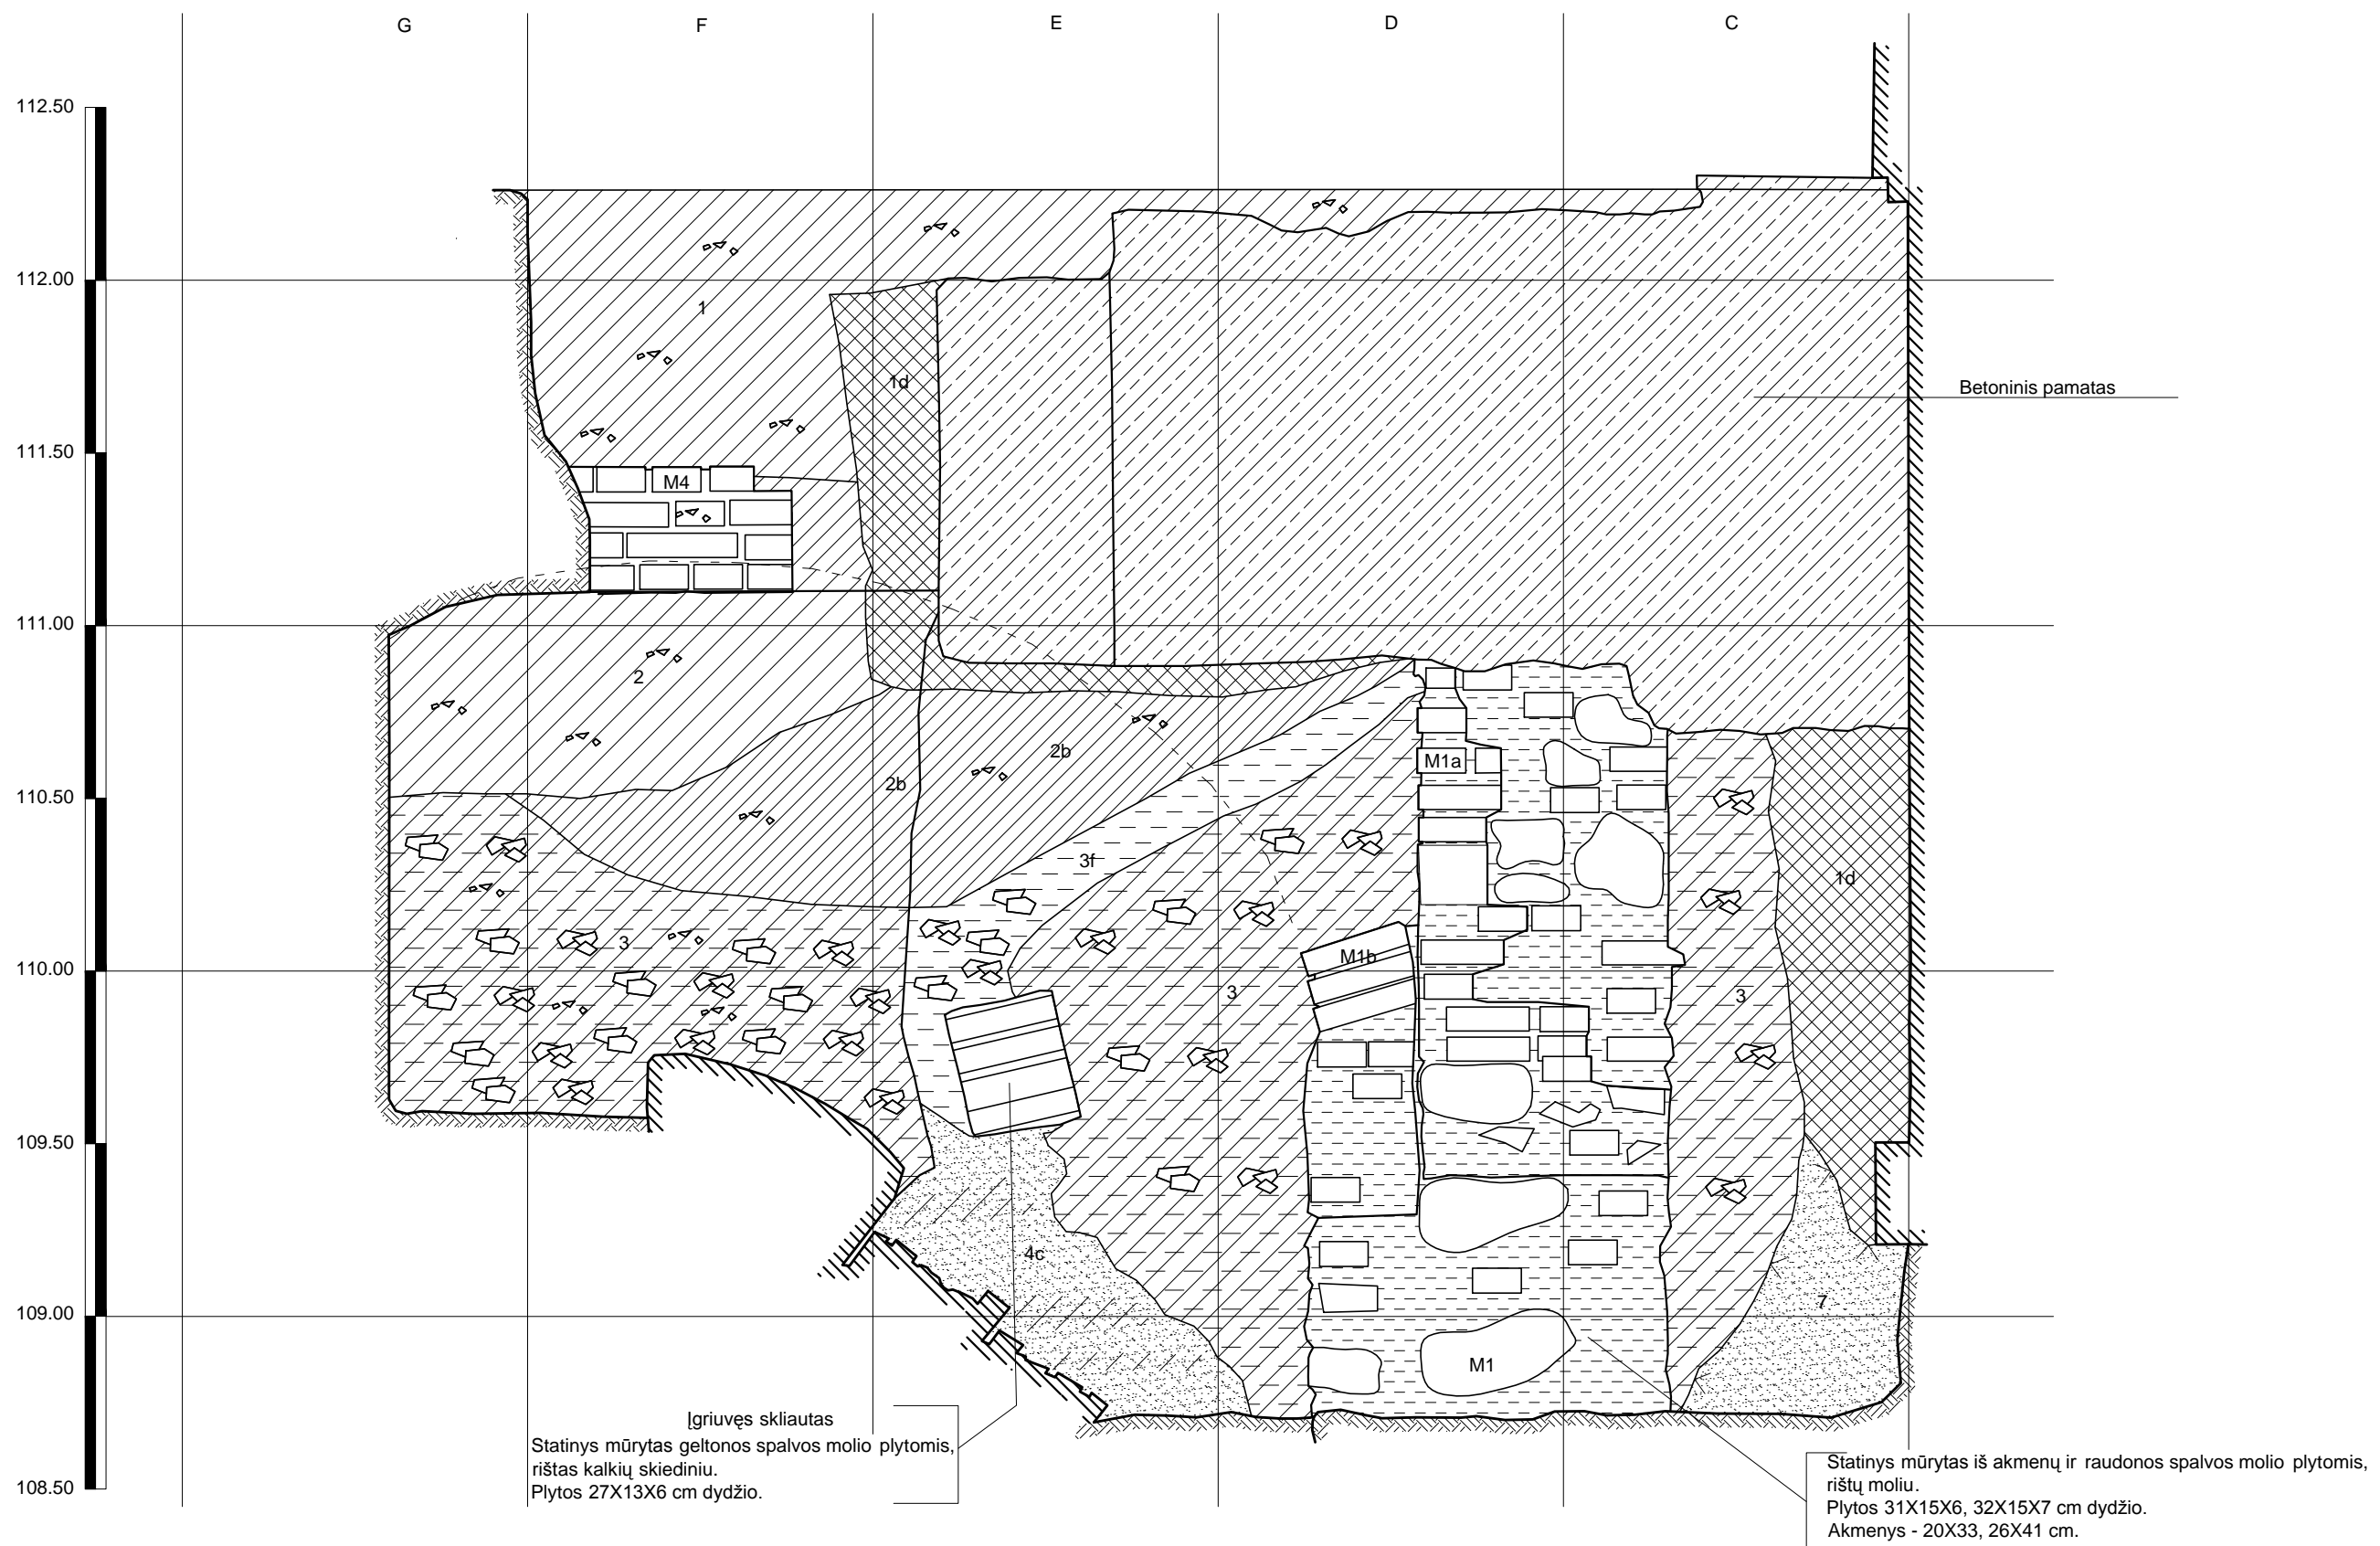 G F E D C
112.50
112.00
1
1d
Betoninis pamatas
111.50
M4
111.00
2
2b
2b
M1a
110.50
3f
1d
3
M1b
110.00
3
3
109.50
4c
7
109.00
M1
108.50
Įgriuvęs skliautas
Statinys mūrytas geltonos spalvos molio plytomis,
rištas kalkių skiediniu.
Plytos 27X13X6 cm dydžio.
Statinys mūrytas iš akmenų ir raudonos spalvos molio plytomis,
rištų moliu.
Plytos 31X15X6, 32X15X7 cm dydžio.
Akmenys - 20X33, 26X41 cm.